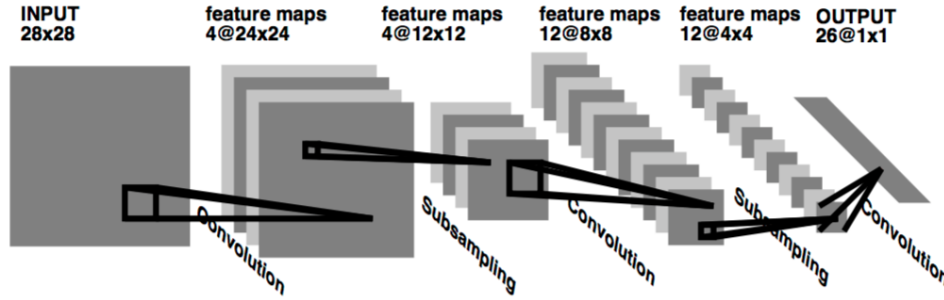 INPUT
28x28
feature maps
4@24x24
feature maps
4@12x12
feature maps
12@8x8
feature maps
12@4x4
OUTPUT
26@1x1
Convolution
Subsampling
Convolution
Subsampling
Convolution